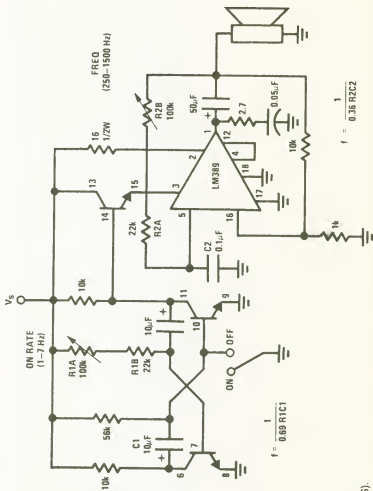 VS
ON RATE
(1–7 Hz)
FREQ
(250–1500 Hz)
10k
56k
R1A
100k
R1B
22k
10k
C1
10μF
10μF
6
7
8
11
10
9
ON
OFF
f = 1
0.69 R1C1
13
14
15
16
1/2W
22k
R2A
R2B
100k
C2
0.1μF
LM389
5
3
2
1
12
4
18
17
16
50μF
2.7
0.05μF
10k
1k
f = 1
0.36 R2C2
s).